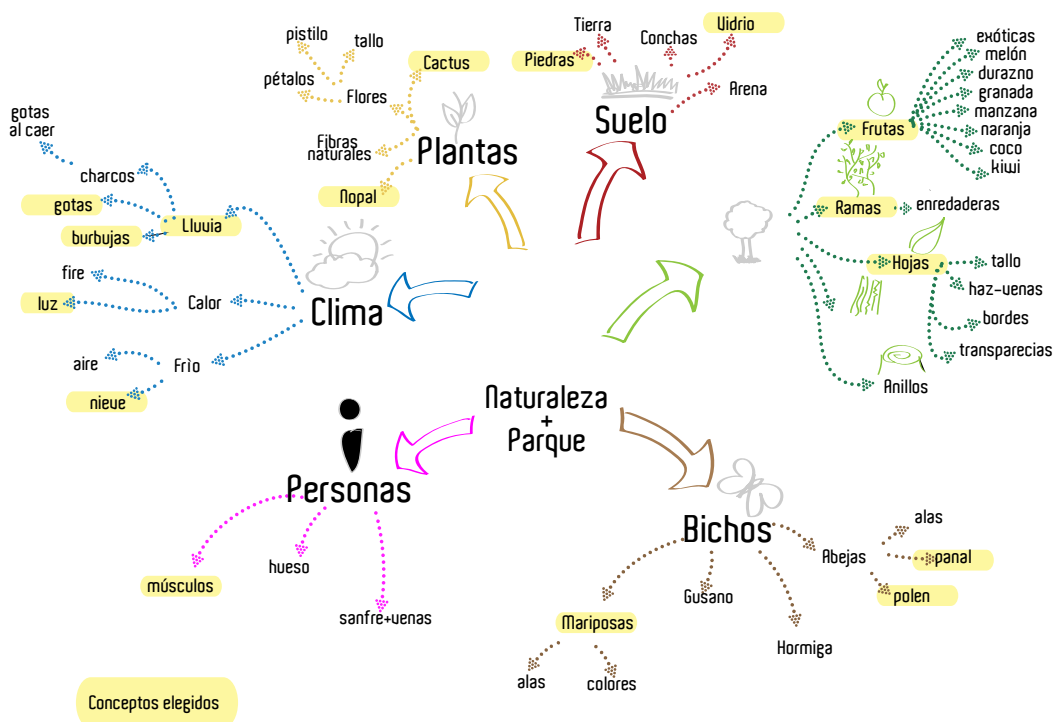 pistilo
tallo
pétalos
Flores
Cactus
Fibras
naturales
Plantas
Nopal
Tierra
Conchas
Vidrio
Piedras
Arena
Suelo
exóticas
melón
durazno
granada
manzana
naranja
coco
kiwi
Frutas
Ramas
enredaderas
Hojas
tallo
haz-venas
bordes
transparecias
Anillos
gotas
al caer
charcos
gotas
burbujas
Lluvia
fire
luz
Calor
Clima
aire
Frìo
nieve
Naturaleza
+
Parque
Personas
músculos
hueso
sanfre+venas
Bichos
alas
Abejas
panal
polen
Gusano
Mariposas
Hormiga
alas
colores
Conceptos elegidos